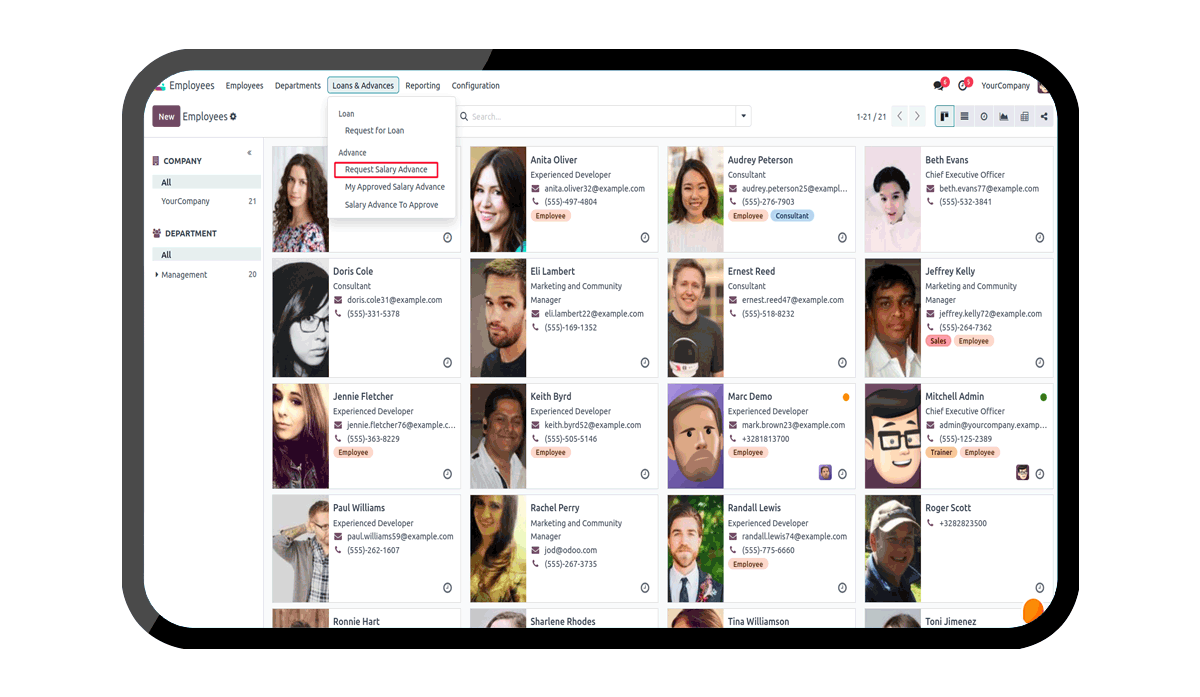 Employees Employees Departments Loans & Advances Reporting Configuration 6 5 YourCompany
New Employees Search... 1-21 / 21
Loan
Request for Loan
Advance
Request Salary Advance
My Approved Salary Advance
Salary Advance To Approve
COMPANY
All
YourCompany 21
DEPARTMENT
All
Management 20
Anita Oliver
Experienced Developer
anita.oliver32@example.com
(555)-497-4804
Employee
Audrey Peterson
Consultant
audrey.peterson25@exampl...
(555)-276-7903
Employee Consultant
Beth Evans
Chief Executive Officer
beth.evans77@example.com
(555)-532-3841
Doris Cole
Consultant
doris.cole31@example.com
(555)-331-5378
Eli Lambert
Marketing and Community
Manager
eli.lambert22@example.com
(555)-169-1352
Ernest Reed
Consultant
ernest.reed47@example.com
(555)-518-8232
Jeffrey Kelly
Marketing and Community
Manager
jeffrey.kelly72@example.com
(555)-264-7362
Sales Employee
Jennie Fletcher
Experienced Developer
jennie.fletcher76@example.c...
(555)-363-8229
Employee
Keith Byrd
Experienced Developer
keith.byrd52@example.com
(555)-505-5146
Employee
Marc Demo
Experienced Developer
mark.brown23@example.com
+3281813700
Employee
Mitchell Admin
Chief Executive Officer
admin@yourcompany.examp...
(555)-125-2389
Trainer Employee
Paul Williams
Experienced Developer
paul.williams59@example.com
(555)-262-1607
Rachel Perry
Marketing and Community
Manager
jod@odoo.com
(555)-267-3735
Randall Lewis
Experienced Developer
randall.lewis74@example.com
(555)-775-6660
Employee
Roger Scott
+3282823500
Ronnie Hart
Sharlene Rhodes
Tina Williamson
Toni Jimenez